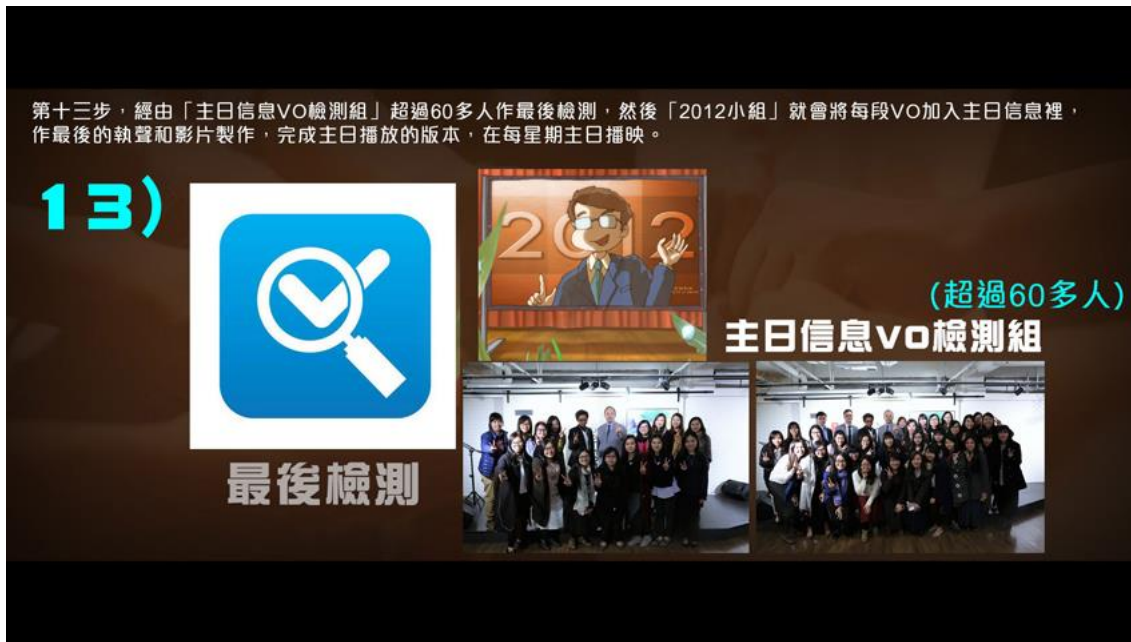 第十三步，經由「主日信息VO檢測組」超過60多人作最後檢測，然後「2012小組」就會將每段VO加入主日信息裡，
作最後的執聲和影片製作，完成主日播放的版本，在每星期主日播映。
13)
2012
(超過60多人)
主日信息VO檢測組
最後檢測